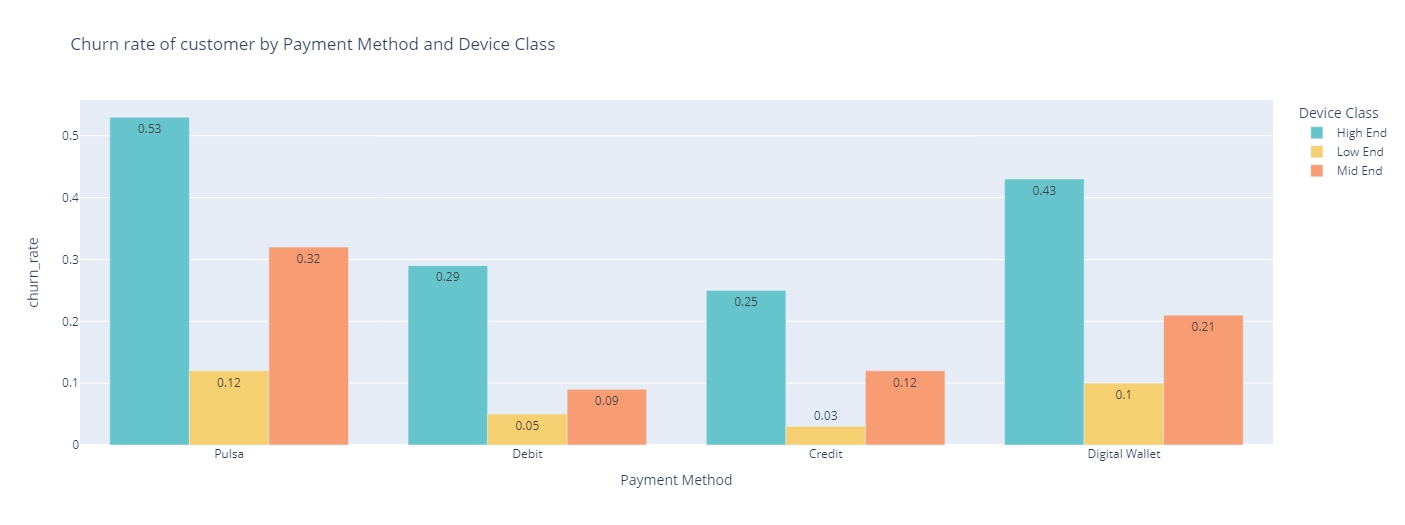 Churn rate of customer by Payment Method and Device Class
Device Class
High End
Low End
Mid End
churn_rate
0.5
0.4
0.3
0.2
0.1
0
0.53
0.12
0.32
0.29
0.05
0.09
0.25
0.03
0.12
0.43
0.1
0.21
Pulsa
Debit
Credit
Digital Wallet
Payment Method